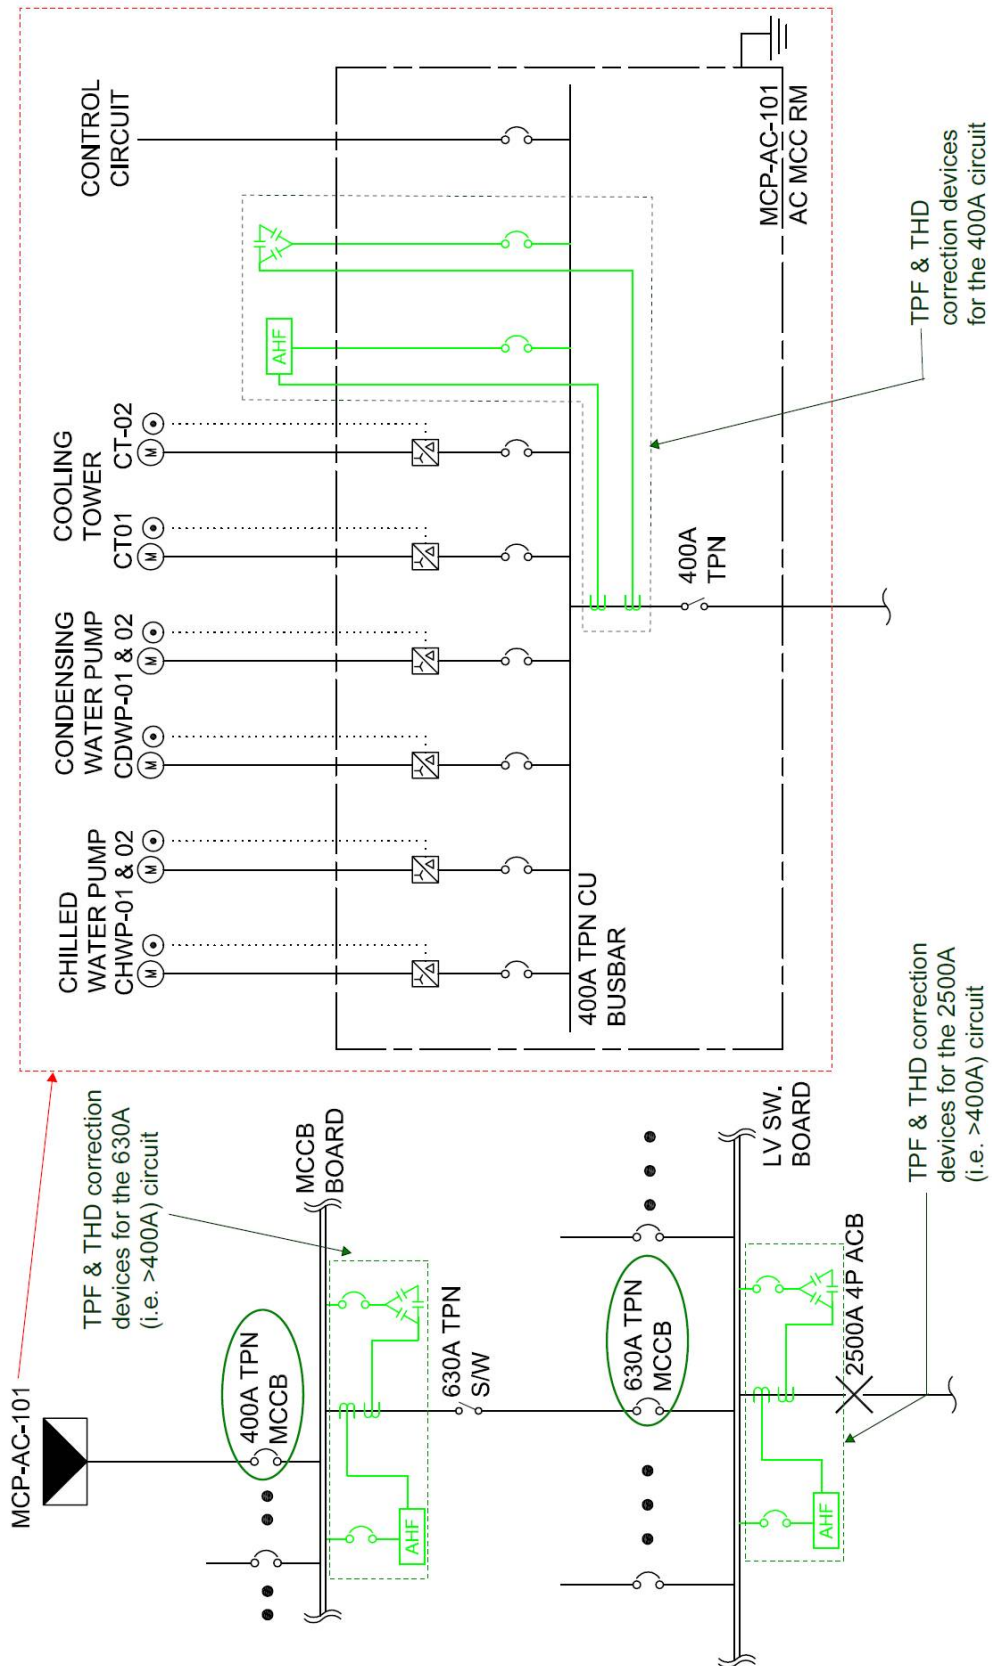 MCP-AC-101
TPF & THD correction
devices for the 630A
(i.e. >400A) circuit
400A TPN
MCCB
MCCB
BOARD
AHF
630A TPN
S/W
630A TPN
MCCB
LV SW.
BOARD
AHF
2500A 4P ACB
TPF & THD correction
devices for the 2500A
(i.e. >400A) circuit
CHILLED
WATER PUMP
CHWP-01 & 02
CONDENSING
WATER PUMP
CDWP-01 & 02
COOLING
TOWER
CT01
CT-02
CONTROL
CIRCUIT
M
M
M
M
M
M
AHF
400A TPN CU
BUSBAR
400A
TPN
MCP-AC-101
AC MCC RM
TPF & THD
correction devices
for the 400A circuit